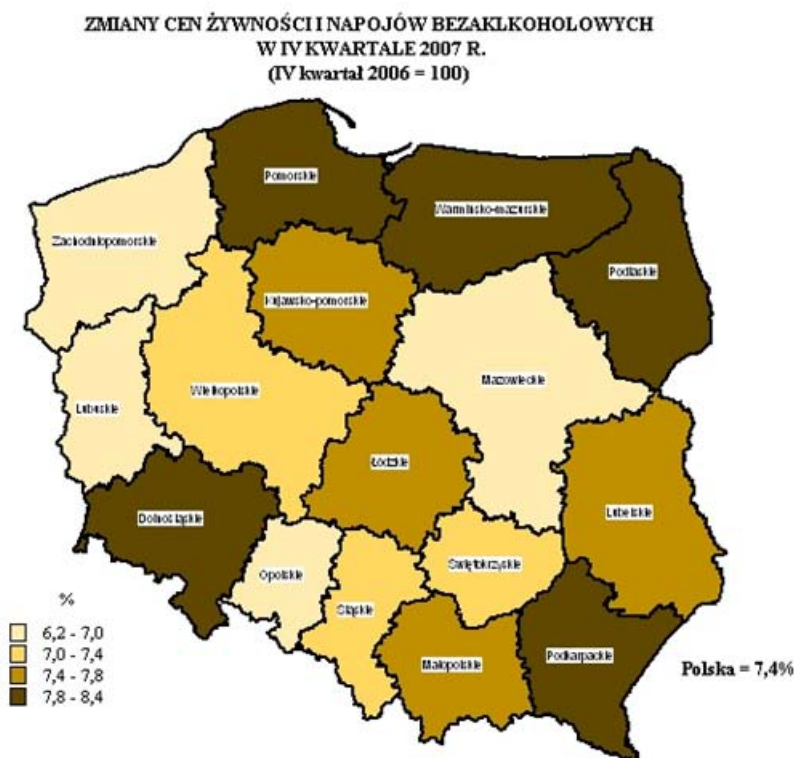 ZMIANY CEN ŻYWNOŚCI I NAPOJÓW BEZAKLKOHOLOWYCH
W IV KWARTALE 2007 R.
(IV kwartał 2006 = 100)
Pomorskie
Warmińsko-mazurskie
Zachodniopomorskie
Podlaskie
Kujawsko-pomorskie
Mazowieckie
Wielkopolskie
Lubuskie
Łódzkie
Lubelskie
Dolnośląskie
Świętokrzyskie
Opolskie
Śląskie
Małopolskie
Podkarpackie
Polska = 7,4%
%
6,2 - 7,0
7,0 - 7,4
7,4 - 7,8
7,8 - 8,4